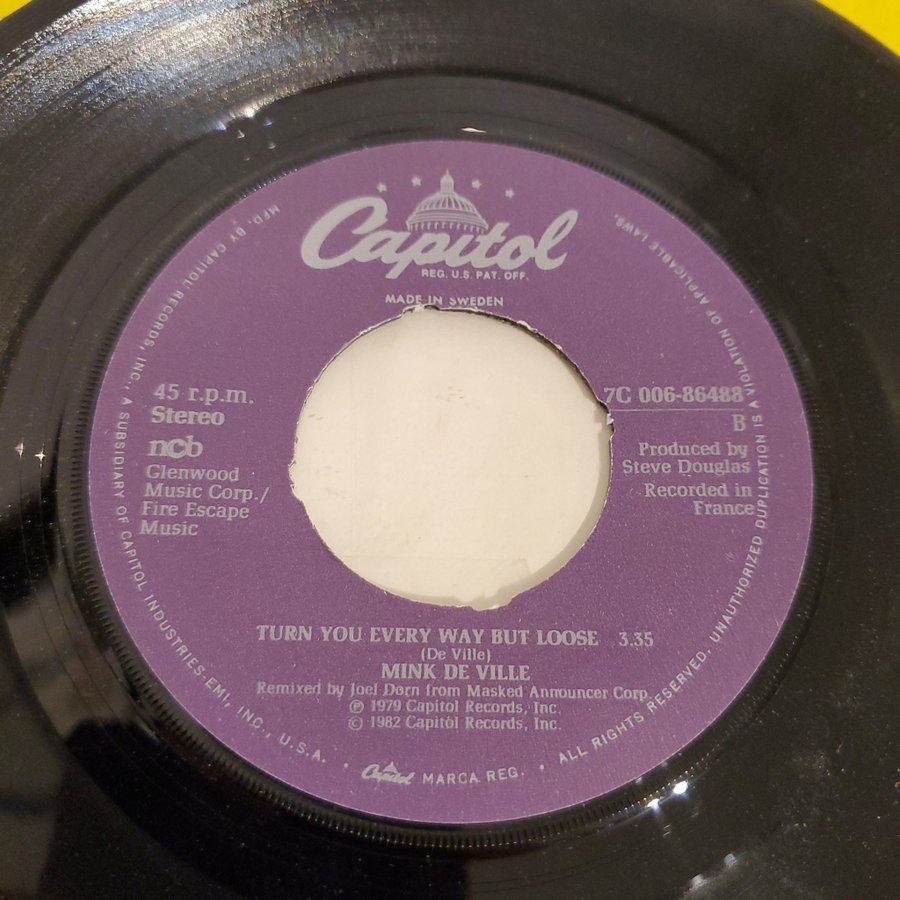 Capitol
REG. U.S. PAT. OFF.
MADE IN SWEDEN
45 r.p.m.
Stereo
ncb
Glenwood
Music Corp./
Fire Escape
Music
7C 006-86488
B
Produced by
Steve Douglas
Recorded in
France
TURN YOU EVERY WAY BUT LOOSE 3.35
(De Ville)
MINK DE VILLE
Remixed by Joel Dorn from Masked Announcer Corp.
℗ 1979 Capitol Records, Inc.
© 1982 Capitol Records, Inc.
MFD. BY CAPITOL RECORDS, INC., A SUBSIDIARY OF CAPITOL INDUSTRIES-EMI, INC., U.S.A. • Capitol MARCA REG. • ALL RIGHTS RESERVED, UNAUTHORIZED DUPLICATION IS A VIOLATION OF APPLICABLE LAWS.